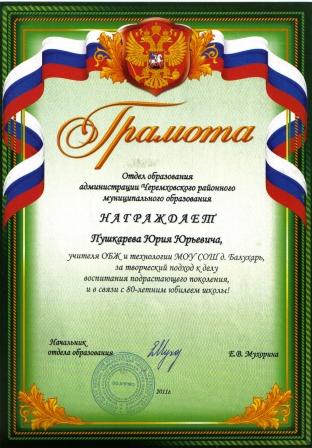 Грамота
Отдел образования
администрации Черемховского районного
муниципального образования
НАГРАЖДАЕТ
Пушкарева Юрия Юрьевича,
учителя ОБЖ и технологии МОУ СОШ д. Балухарь,
за творческий подход к делу
воспитания подрастающего поколения,
и в связи с 80-летним юбилеем школы!
Начальник
отдела образования
Е.В. Мухорина
2011г.